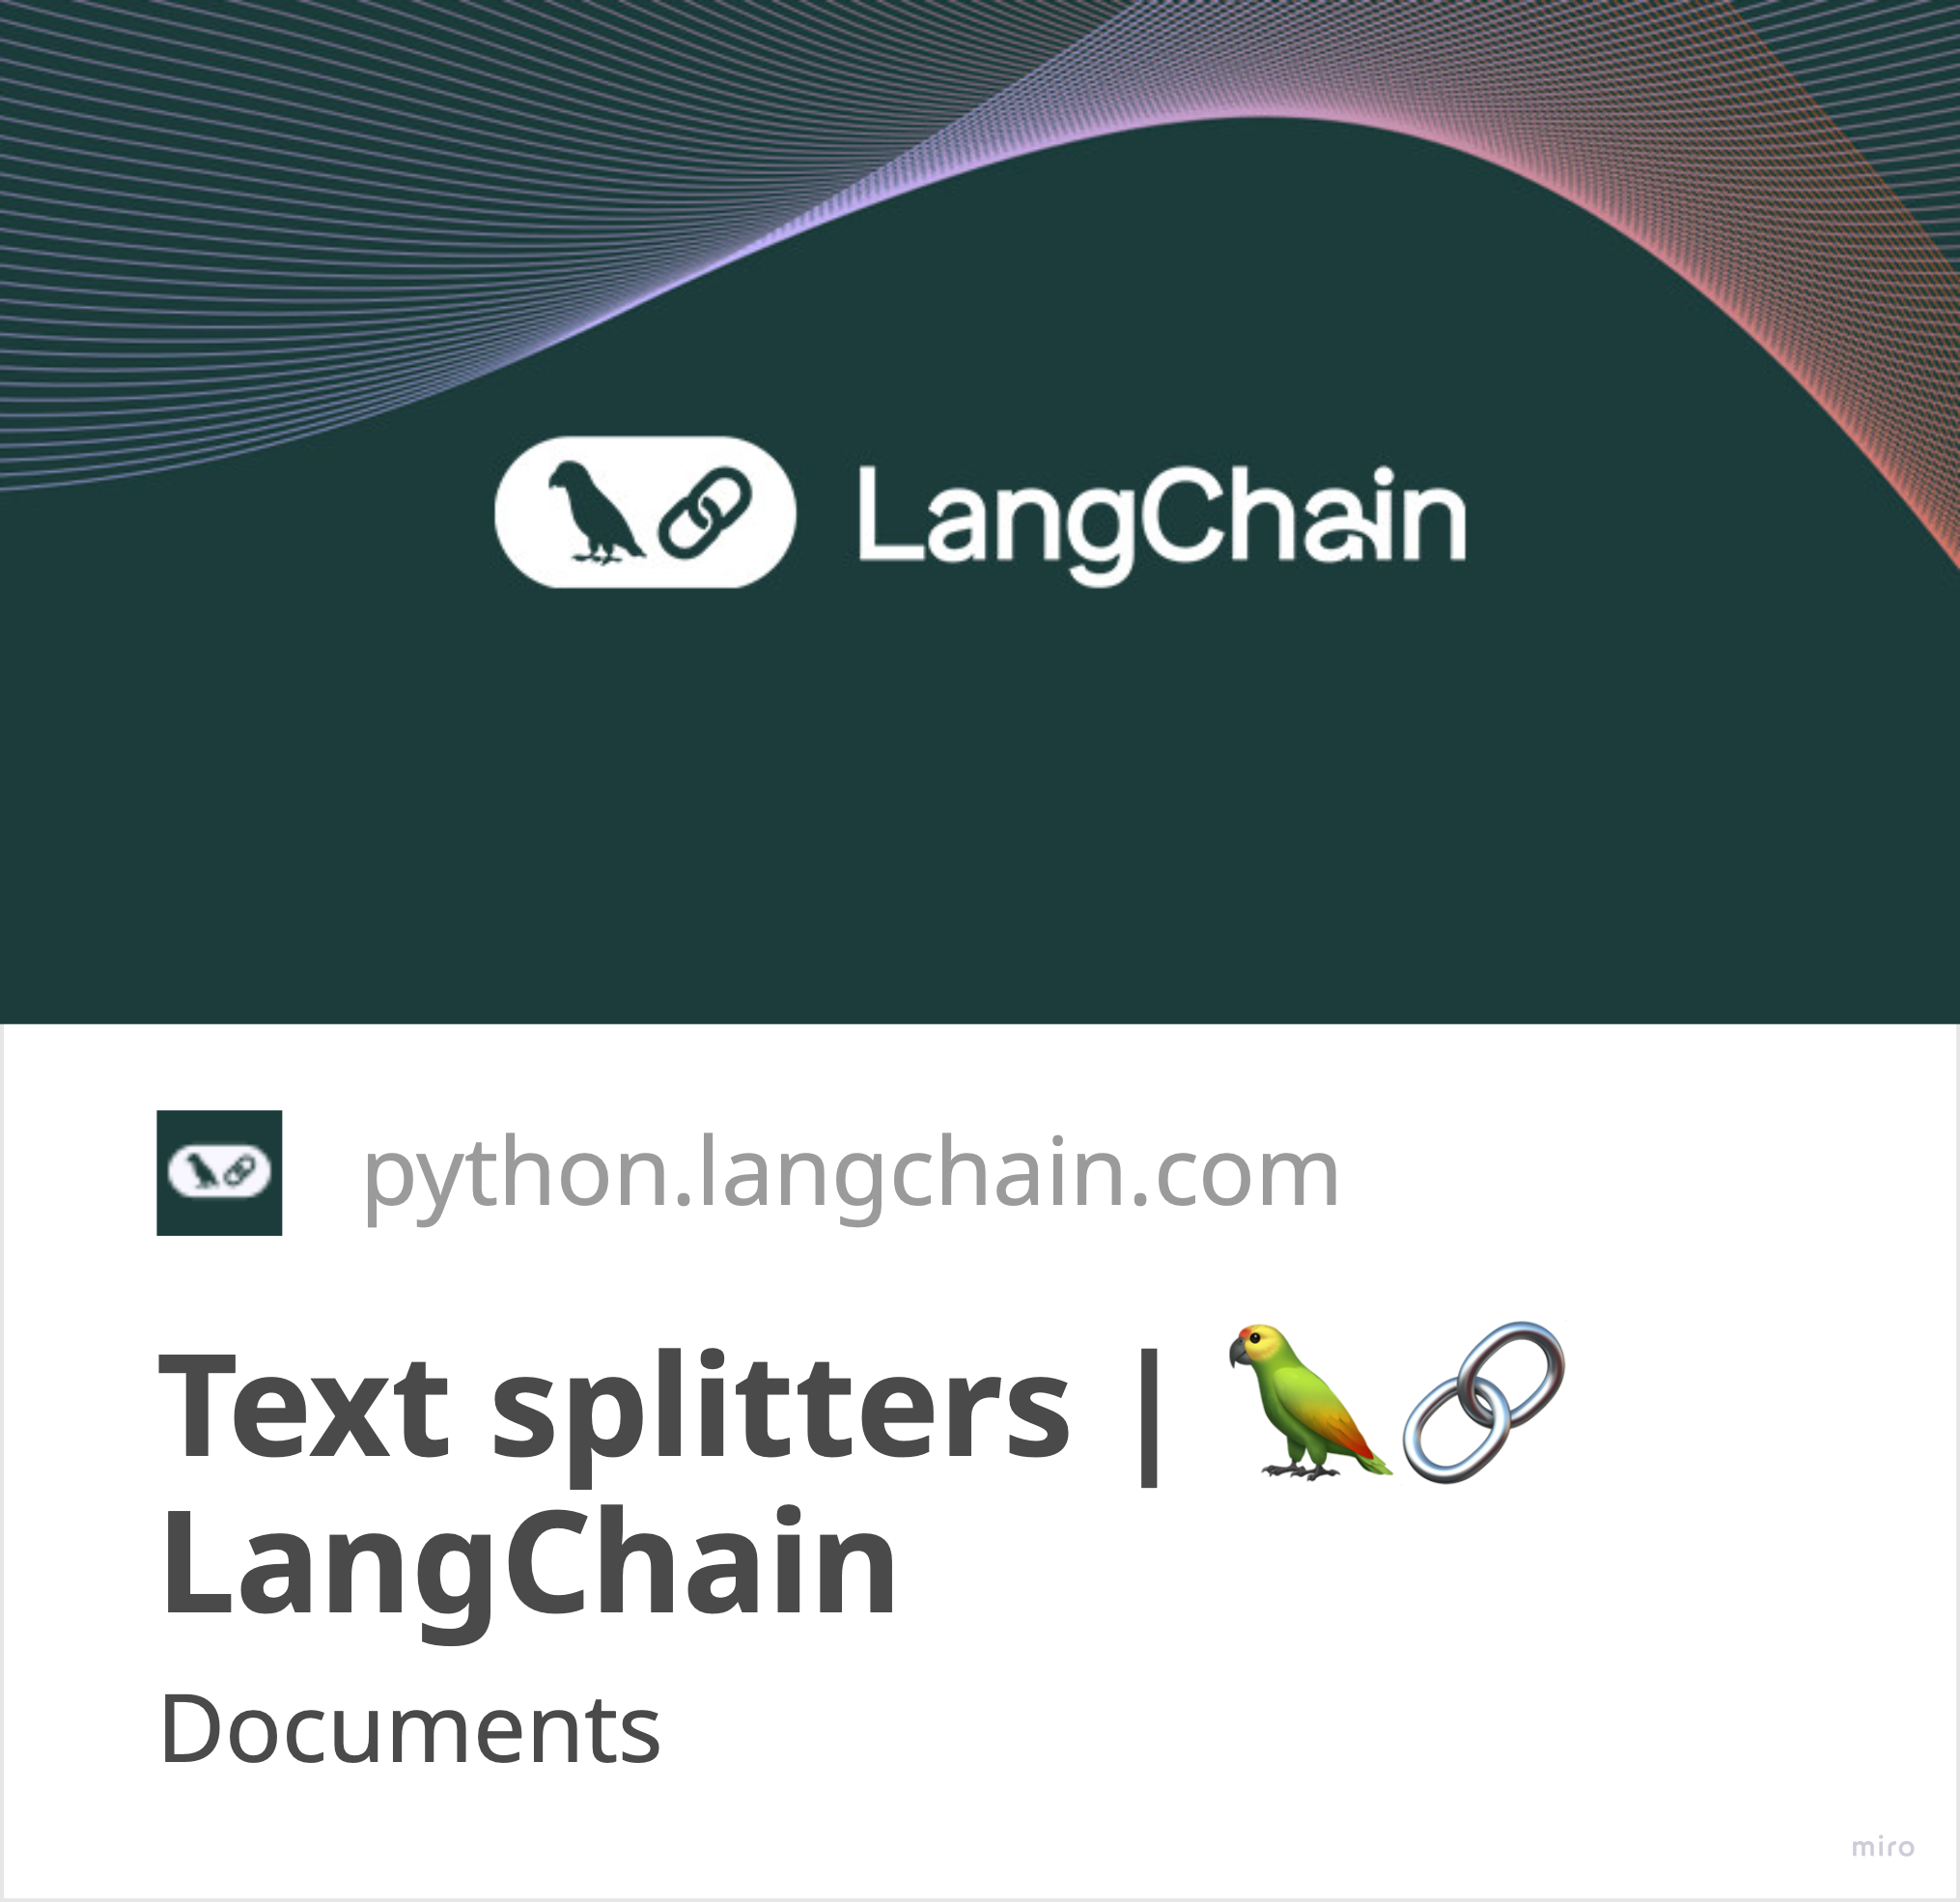 LangChain
python.langchain.com
Text splitters | 🦜🔗
LangChain
Documents
miro